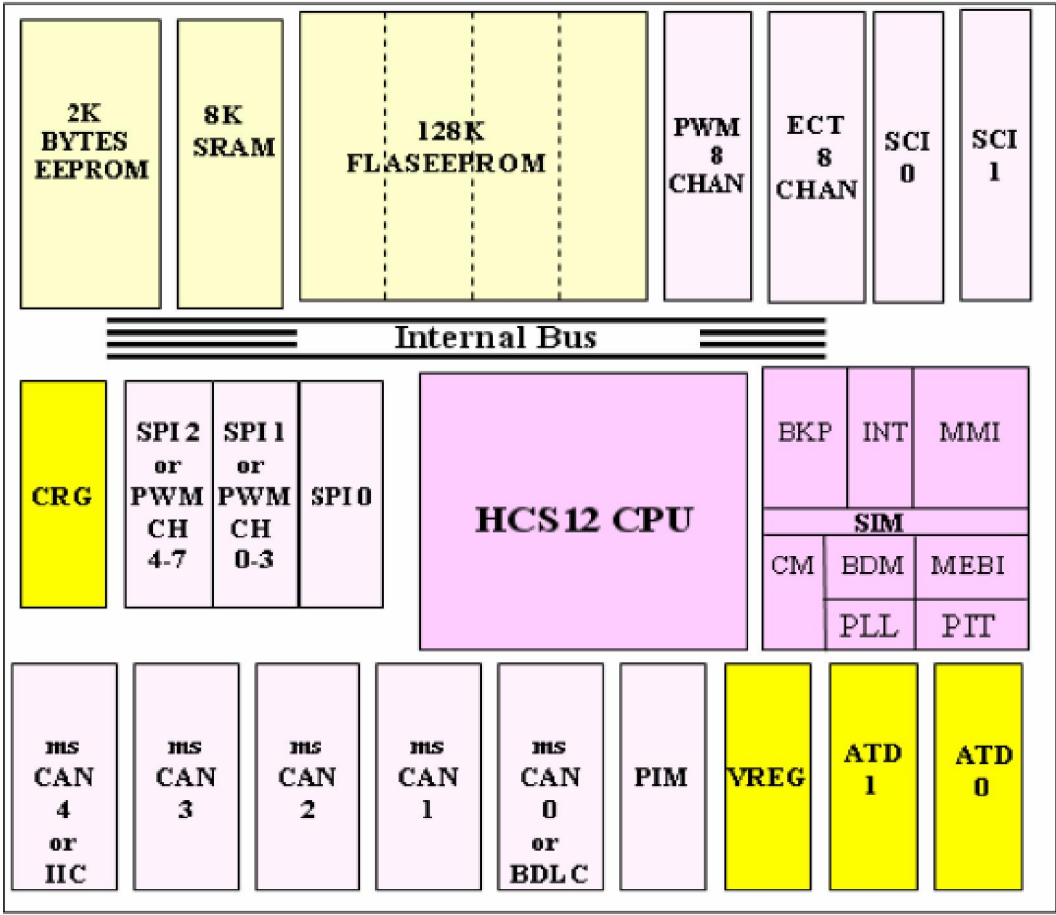 2K
BYTES
EEPROM
8K
SRAM
128K
FLASEEPROM
PWM
8
CHAN
ECT
8
CHAN
SCI
0
SCI
1
Internal Bus
CRG
SPI 2
or
PWM
CH
4-7
SPI 1
or
PWM
CH
0-3
SPI 0
HCS12 CPU
BKP
INT
MMI
SIM
CM
BDM
MEBI
PLL
PIT
ms
CAN
4
or
IIC
ms
CAN
3
ms
CAN
2
ms
CAN
1
ms
CAN
0
or
BDLC
PIM
VREG
ATD
1
ATD
0